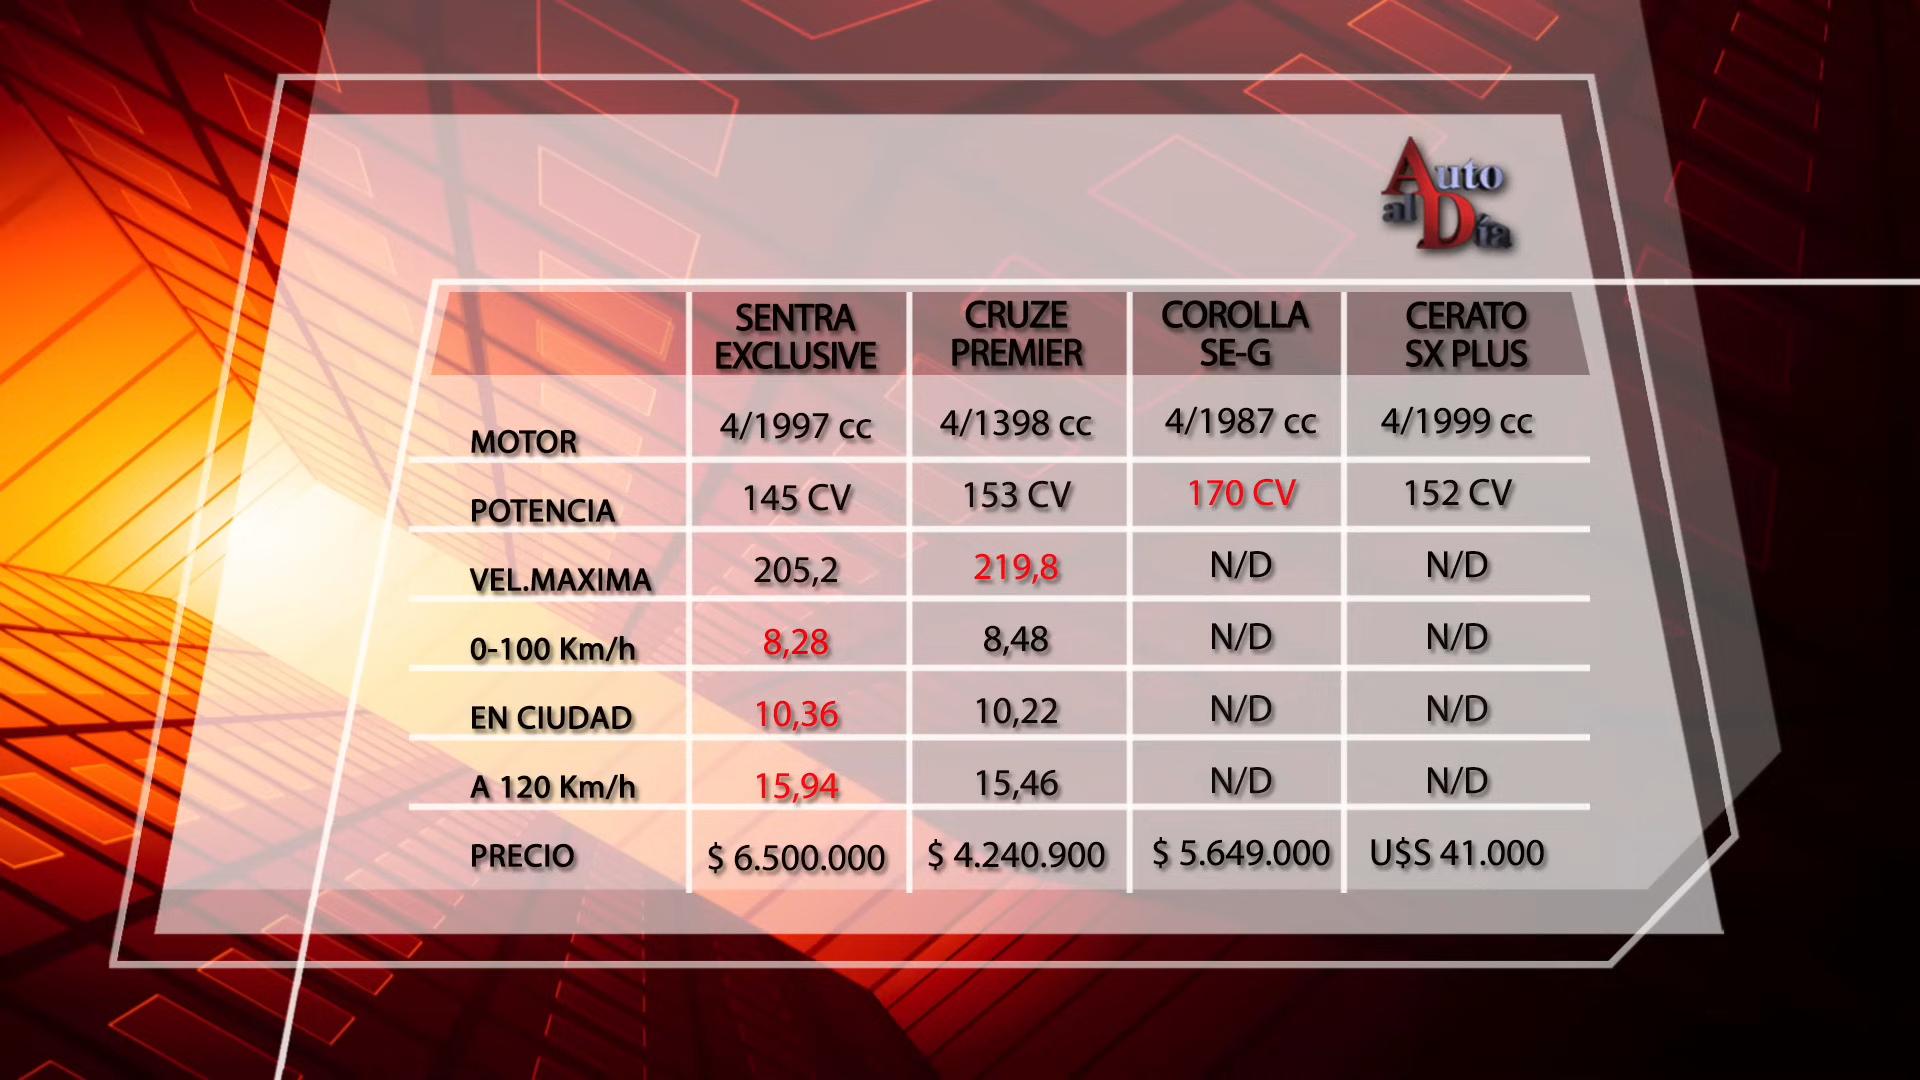 Auto
al Día
SENTRA EXCLUSIVE CRUZE PREMIER COROLLA SE-G CERATO SX PLUS
MOTOR 4/1997 cc 4/1398 cc 4/1987 cc 4/1999 cc
POTENCIA 145 CV 153 CV 170 CV 152 CV
VEL.MAXIMA 205,2 219,8 N/D N/D
0-100 Km/h 8,28 8,48 N/D N/D
EN CIUDAD 10,36 10,22 N/D N/D
A 120 Km/h 15,94 15,46 N/D N/D
PRECIO $ 6.500.000 $ 4.240.900 $ 5.649.000 U$S 41.000